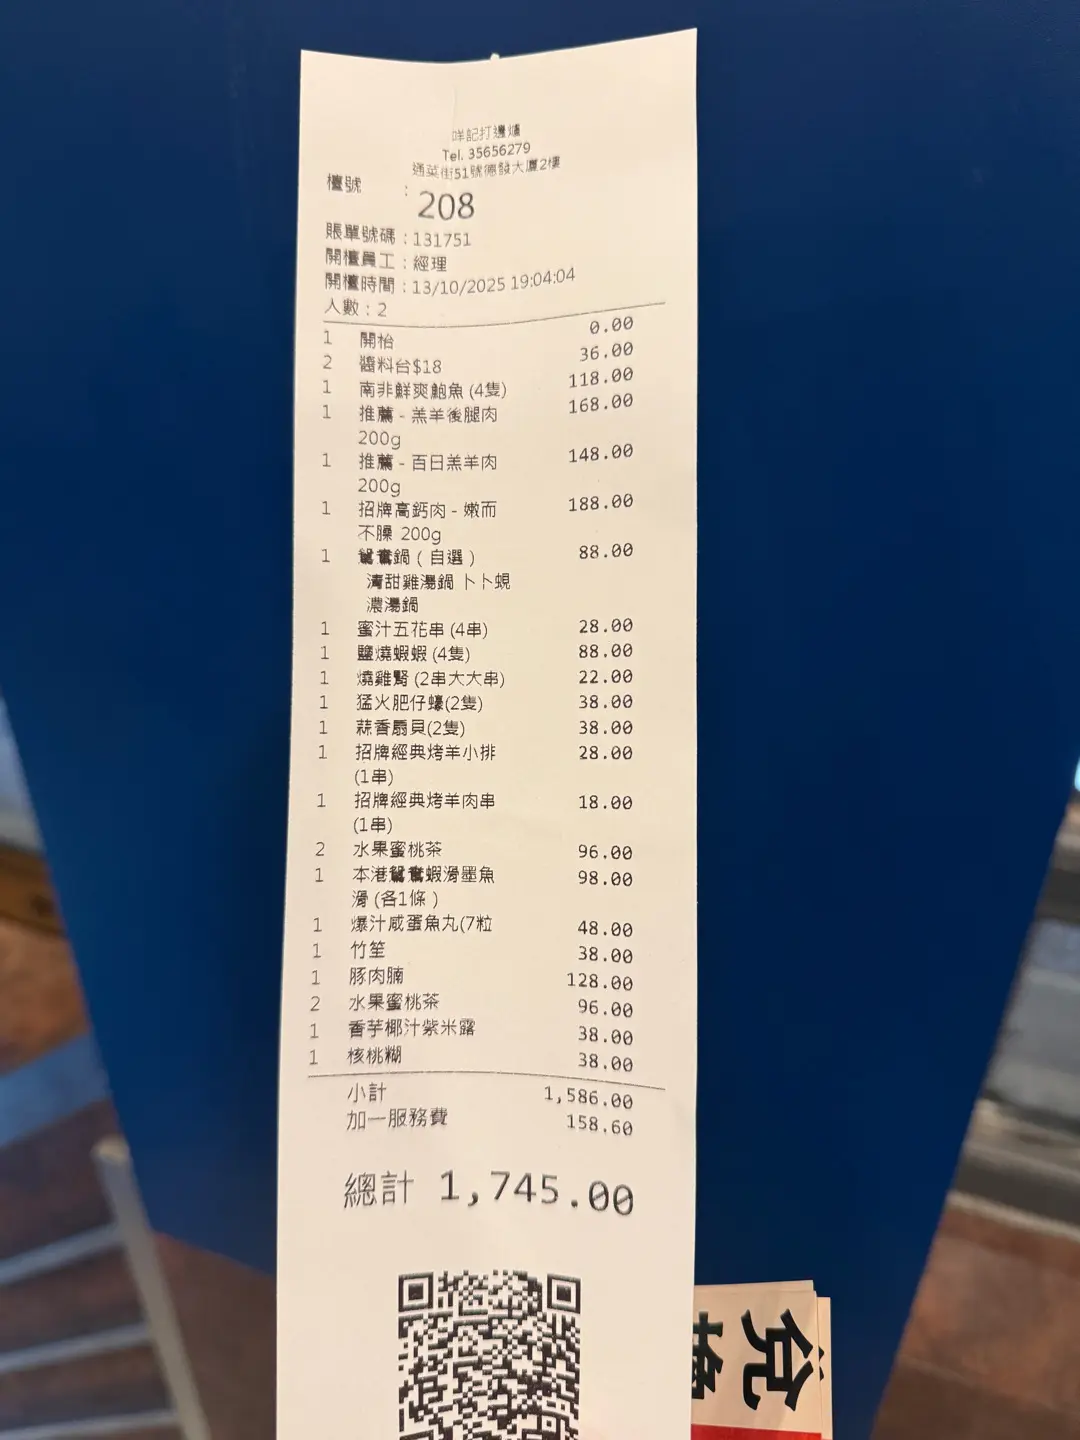 咩記打邊爐
Tel. 35656279
通菜街51號德發大廈2樓
檯號 :
208
賬單號碼 : 131751
開檯員工 : 經理
開檯時間 : 13/10/2025 19:04:04
人數 : 2
1 開枱 0.00
2 醬料台$18 36.00
1 南非鮮爽鮑魚 (4隻) 118.00
1 推薦 - 羔羊後腿肉 168.00
200g
1 推薦 - 百日羔羊肉 148.00
200g
1 招牌高鈣肉 - 嫩而 188.00
不臊 200g
1 鴛鴦鍋 ( 自選 ) 88.00
清甜雞湯鍋 卜卜蜆
濃湯鍋
1 蜜汁五花串 (4串) 28.00
1 鹽燒蝦蝦 (4隻) 88.00
1 燒雞腎 (2串大大串) 22.00
1 猛火肥仔蠔(2隻) 38.00
1 蒜香扇貝(2隻) 38.00
1 招牌經典烤羊小排 28.00
(1串)
1 招牌經典烤羊肉串 18.00
(1串)
2 水果蜜桃茶 96.00
1 本港鴛鴦蝦滑墨魚 98.00
滑 (各1條 )
1 爆汁咸蛋魚丸(7粒 48.00
1 竹笙 38.00
1 豚肉腩 128.00
2 水果蜜桃茶 96.00
1 香芋椰汁紫米露 38.00
1 核桃糊 38.00
小計 1,586.00
加一服務費 158.60
總計 1,745.00
兌換